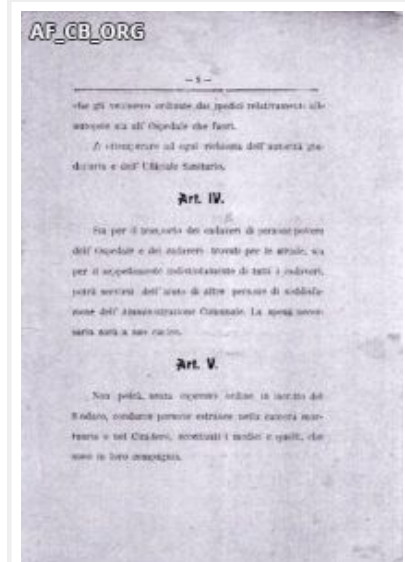 AF_CB_ORG
che gli venissero ordinate dai medici relativamente alle
autopsie sia all' Ospedale che fuori.
di ottemperare ad ogni richiesta dell' autorità giu-
diziaria e dell' Ufficiale Sanitario.
Art. IV.
Sia per il trasporto dei cadaveri di persone povere
dell' Ospedale e dei cadaveri trovati per le strade, sia
per il seppellimento indistintamente di tutti i cadaveri,
potrà servirsi dell' aiuto di altre persone di soddisfa-
zione dell' Amministrazione Comunale. La spesa neces-
saria sarà a suo carico.
Art. V.
Non potrà, senza espresso ordine in iscritto del
Sindaco, condurre persone estranee nella camera mor-
tuaria e nel Cimitero, eccettuati i medici e quelli, che
sono in loro compagnia.